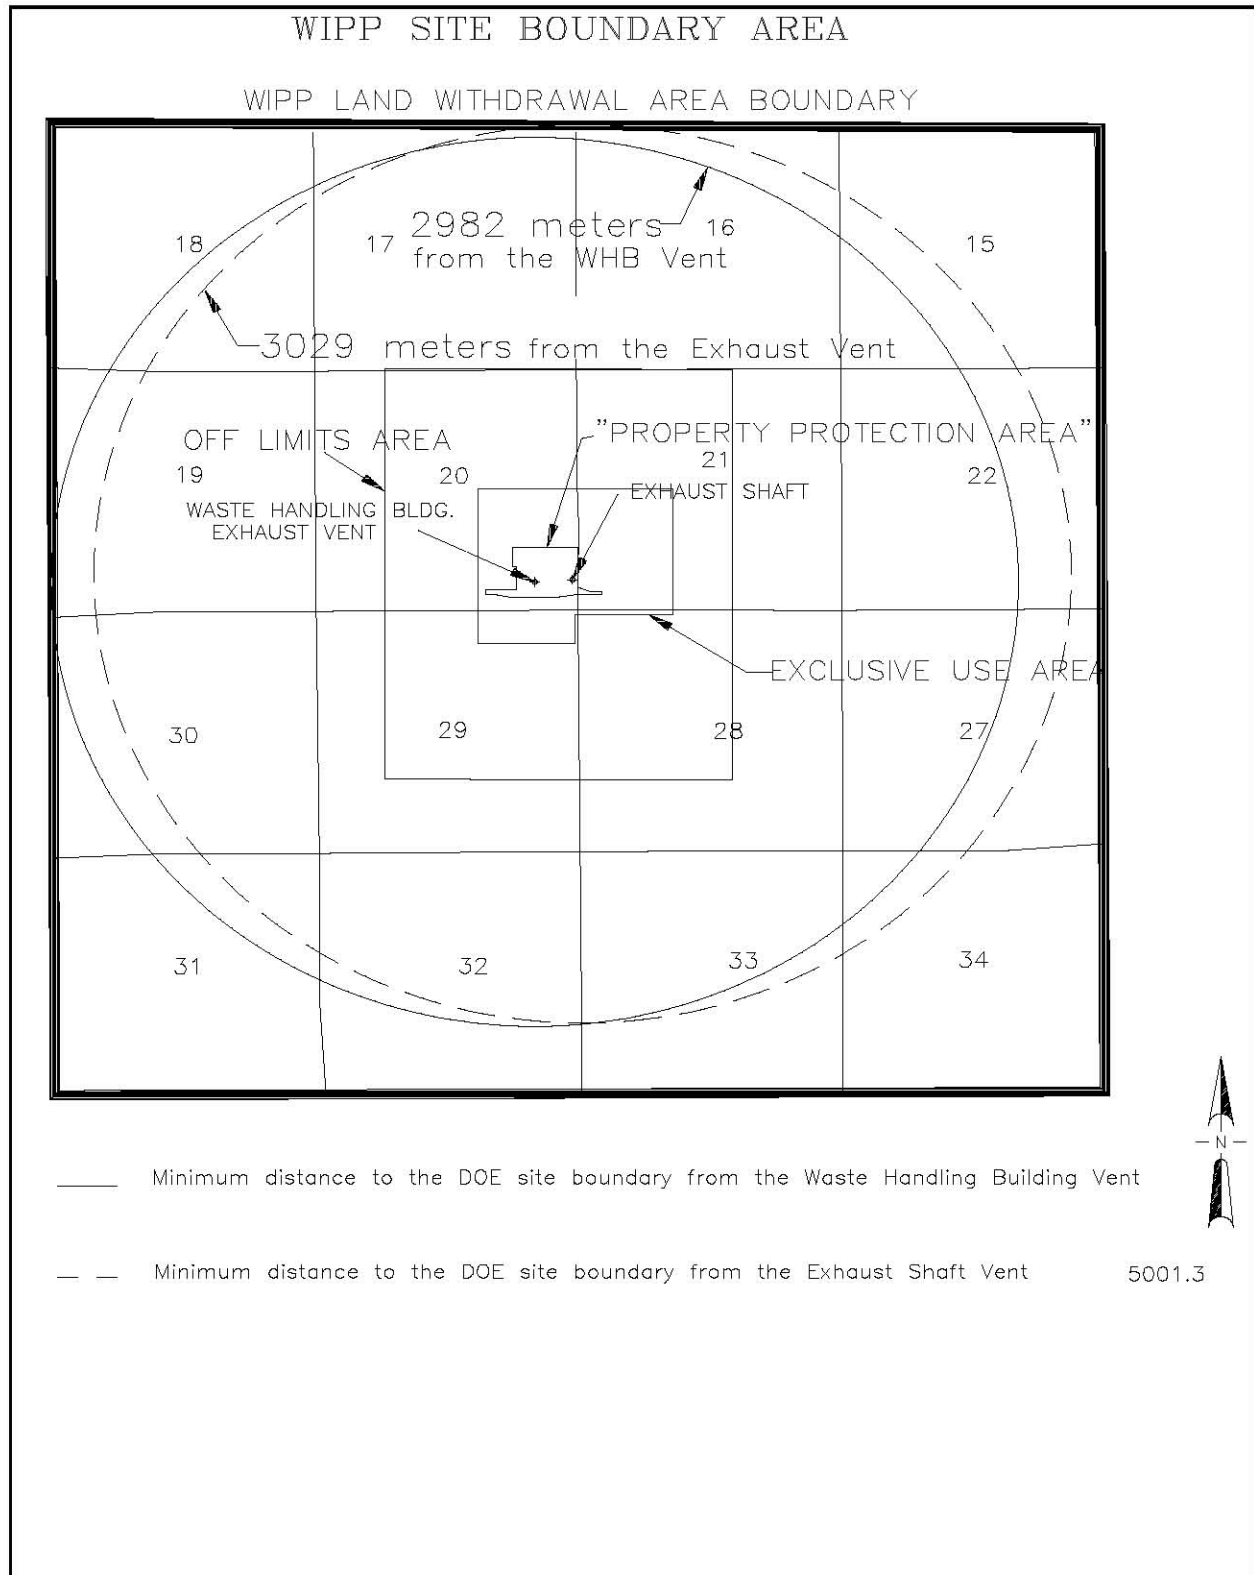 WIPP SITE BOUNDARY AREA
WIPP LAND WITHDRAWAL AREA BOUNDARY
18
17
2982 meters
from the WHB Vent
16
15
3029 meters from the Exhaust Vent
OFF LIMITS AREA
"PROPERTY PROTECTION AREA"
19
20
21
22
EXHAUST SHAFT
WASTE HANDLING BLDG.
EXHAUST VENT
EXCLUSIVE USE AREA
30
29
28
27
31
32
33
34
N
Minimum distance to the DOE site boundary from the Waste Handling Building Vent
Minimum distance to the DOE site boundary from the Exhaust Shaft Vent
5001.3